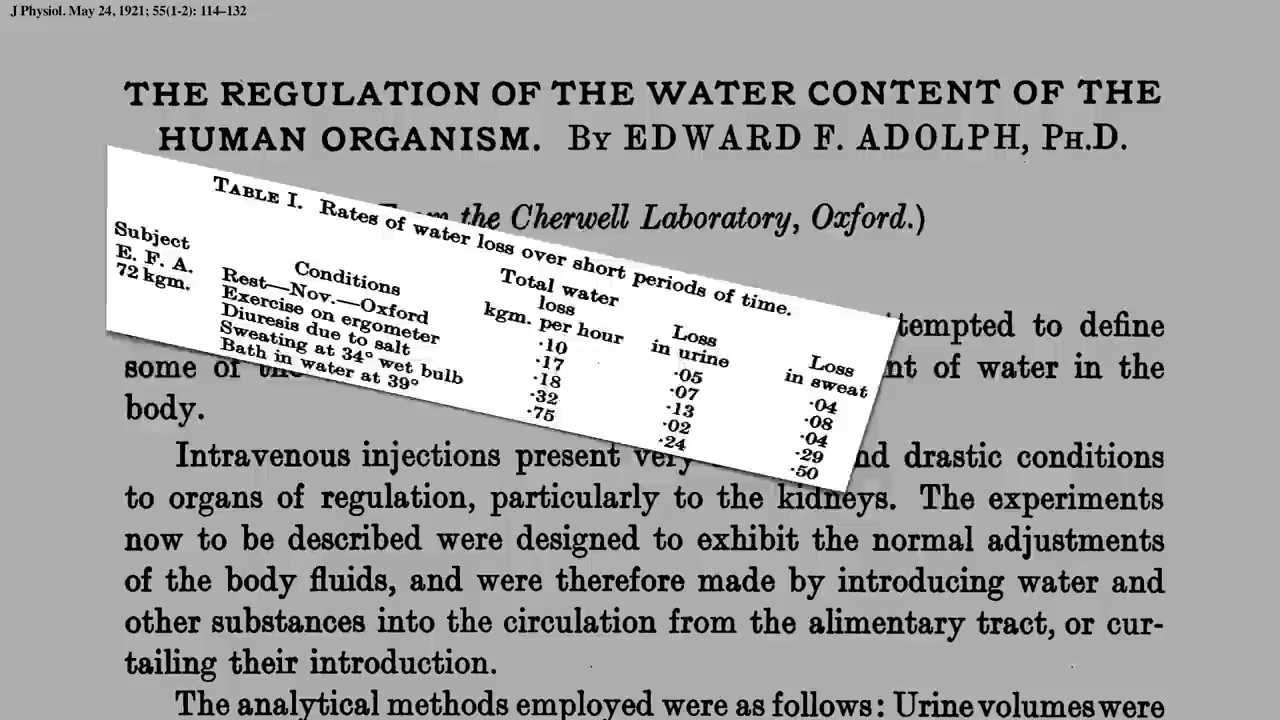 J Physiol. May 24, 1921; 55(1-2): 114–132
THE REGULATION OF THE WATER CONTENT OF THE
HUMAN ORGANISM. By EDWARD F. ADOLPH, Ph.D.
the Cherwell Laboratory, Oxford.)
TABLE I. Rates of water loss over short periods of time.
Subject
E. F. A.
72 kgm.
Conditions
Rest—Nov.—Oxford
Exercise on ergometer
Diuresis due to salt
Sweating at 34° wet bulb
Bath in water at 39°
Total water
loss
kgm. per hour
·10
·17
·18
·32
·75
Loss
in urine
·05
·07
·13
·02
·24
Loss
in sweat
·04
·08
·04
·29
·50
to define
some of of water in the
body.
Intravenous injections present drastic conditions
to organs of regulation, particularly to the kidneys. The experiments
now to be described were designed to exhibit the normal adjustments
of the body fluids, and were therefore made by introducing water and
other substances into the circulation from the alimentary tract, or cur-
tailing their introduction.
The analytical methods employed were as follows: Urine volumes were